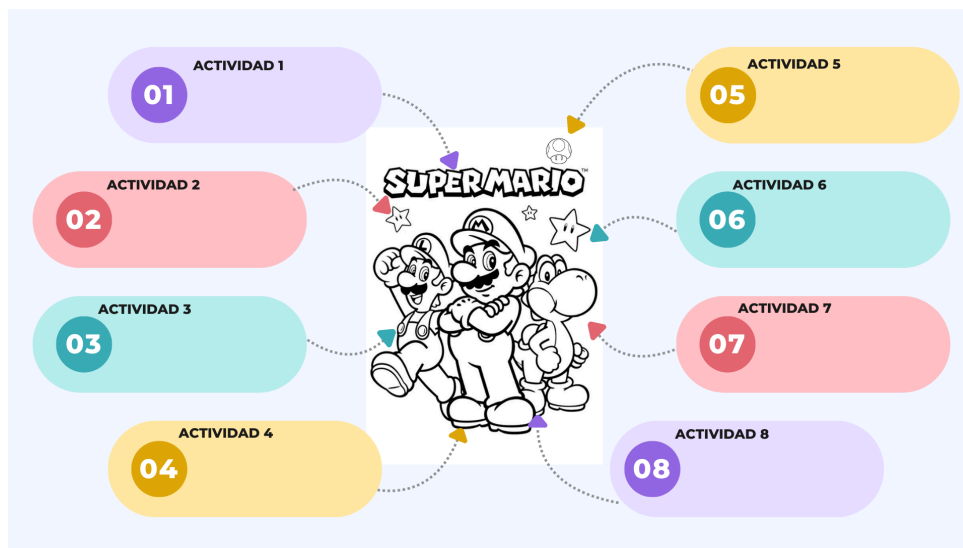 ACTIVIDAD 1
01
ACTIVIDAD 2
02
ACTIVIDAD 3
03
ACTIVIDAD 4
04
SUPER MARIO™
M
L
ACTIVIDAD 5
05
ACTIVIDAD 6
06
ACTIVIDAD 7
07
ACTIVIDAD 8
08